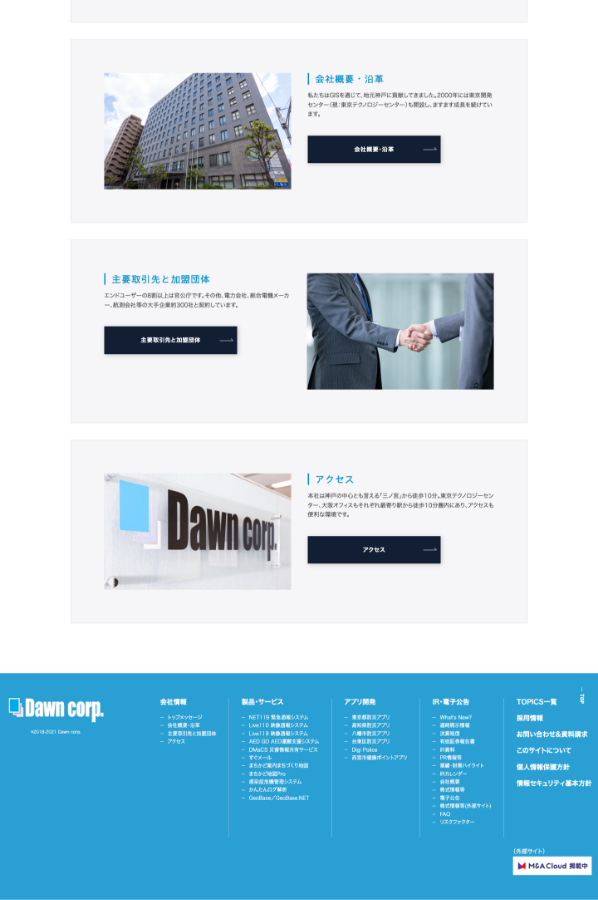 会社概要・沿革
私たちはGISを通じて、地元神戸に貢献してきました。2000年には東京開発
センター(現:東京テクノロジーセンター)も開設し、ますます成長を続けてい
ます。
会社概要・沿革
主要取引先と加盟団体
エンドユーザーの8割以上は官公庁です。その他、電力会社、総合電機メーカ
ー、航測会社等の大手企業約300社と契約しています。
主要取引先と加盟団体
Dawn corp.
アクセス
本社は神戸の中心とも言える「三ノ宮」から徒歩10分。東京テクノロジーセン
ター、大阪オフィスもそれぞれ最寄り駅から徒歩10分圏内にあり、アクセスも
便利な環境です。
アクセス
TOP
Dawn corp.
2021 Dawn corp.
会社情報
— トップメッセージ
— 会社概要・沿革
— 主要取引先と加盟団体
— アクセス
製品・サービス
— NET119 緊急通報システム
— Live110 映像通報システム
— Live119 映像通報システム
— AED GO AED運搬支援システム
— DMaCS 災害情報共有サービス
— すぐメール
— まちかど案内まちづくり地図
— まちかど地図Pro
— 感染症危機管理システム
— かんたんログ解析
— GeoBase/GeoBase.NET
アプリ開発
— 東京都防災アプリ
— 高知県防災アプリ
— 八幡市防災アプリ
— 台東区防災アプリ
— Digi Police
— 西宮市健康ポイントアプリ
IR・電子公告
— What's New?
— 適時開示情報
— 決算短信
— 有価証券報告書
— IR資料
— PR情報等
— 業績・財務ハイライト
— IRカレンダー
— 会社概要
— 株式情報等
— 電子公告
— 株式情報等(外部サイト)
— FAQ
— リスクファクター
TOPICS一覧
採用情報
お問い合わせ&資料請求
このサイトについて
個人情報保護方針
情報セキュリティ基本方針
(外部サイト)
M&A Cloud 掲載中